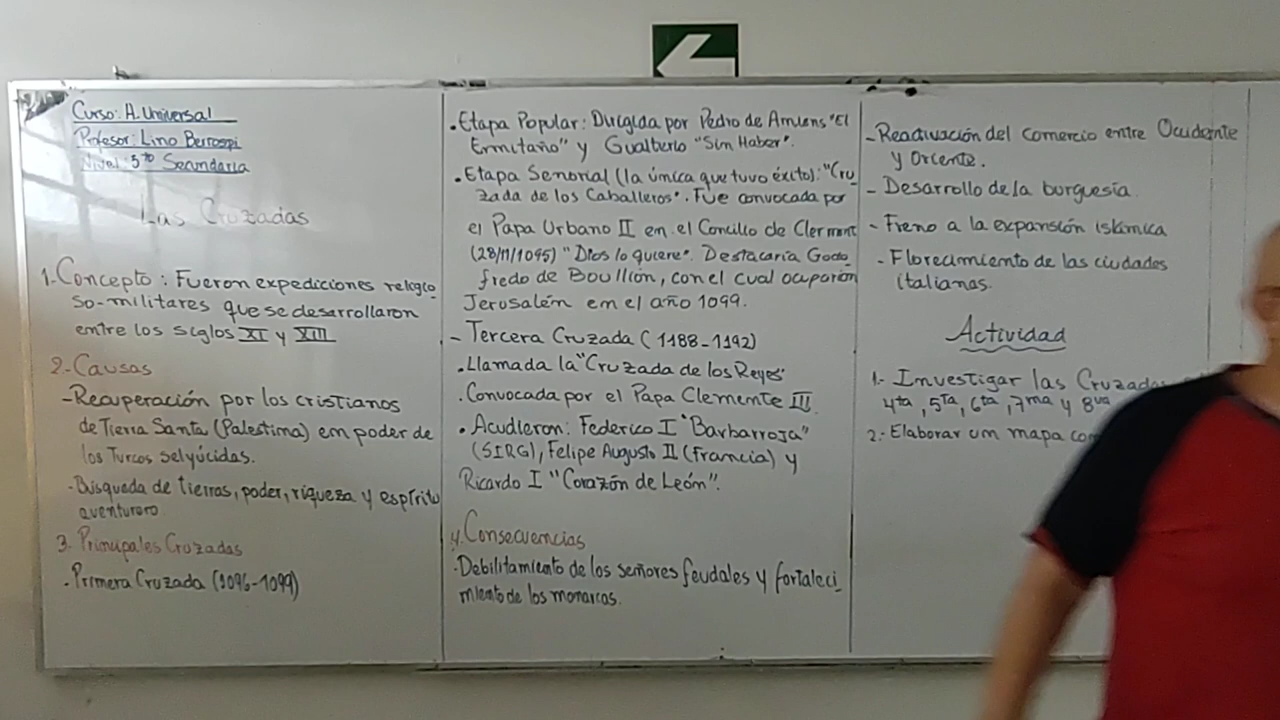 Curso: H. Universal
Profesor: Lino Berrospi
Nivel: 5to Secundaria
Las Cruzadas
1.- Concepto: Fueron expediciones religio
so-militares que se desarrollaron
entre los siglos XI y XIII
2.- Causas
- Recuperación por los cristianos
de Tierra Santa (Palestina) en poder de
los Turcos selyúcidas.
- Búsqueda de tierras, poder, riqueza y espíritu
aventurero
3. Principales Cruzadas
. Primera Cruzada (1096-1099)
. Etapa Popular: Dirigida por Pedro de Amiens "El
Ermitaño" y Gualterio "Sin Haber".
. Etapa Señorial (la única que tuvo éxito): "Cru
zada de los Caballeros". Fue convocada por
el Papa Urbano II en el Concilio de Clermont
(28/11/1095) "Dios lo quiere". Destacaría Godo
fredo de Boullion, con el cual ocuparon
Jerusalén en el año 1099.
- Tercera Cruzada (1188-1192)
. Llamada la "Cruzada de los Reyes"
. Convocada por el Papa Clemente III
. Acudieron: Federico I "Barbarroja"
(SIRG), Felipe Augusto II (Francia) y
Ricardo I "Corazón de León".
4. Consecuencias
. Debilitamiento de los señores feudales y fortaleci_
miento de los monarcas.
- Reactivación del comercio entre Occidente
y Oriente.
- Desarrollo de la burguesía.
- Freno a la expansión islámica
- Florecimiento de las ciudades
italianas.
Actividad
1.- Investigar las Cruzada
4ta, 5ta, 6ta, 7ma y 8va
2.- Elaborar un mapa